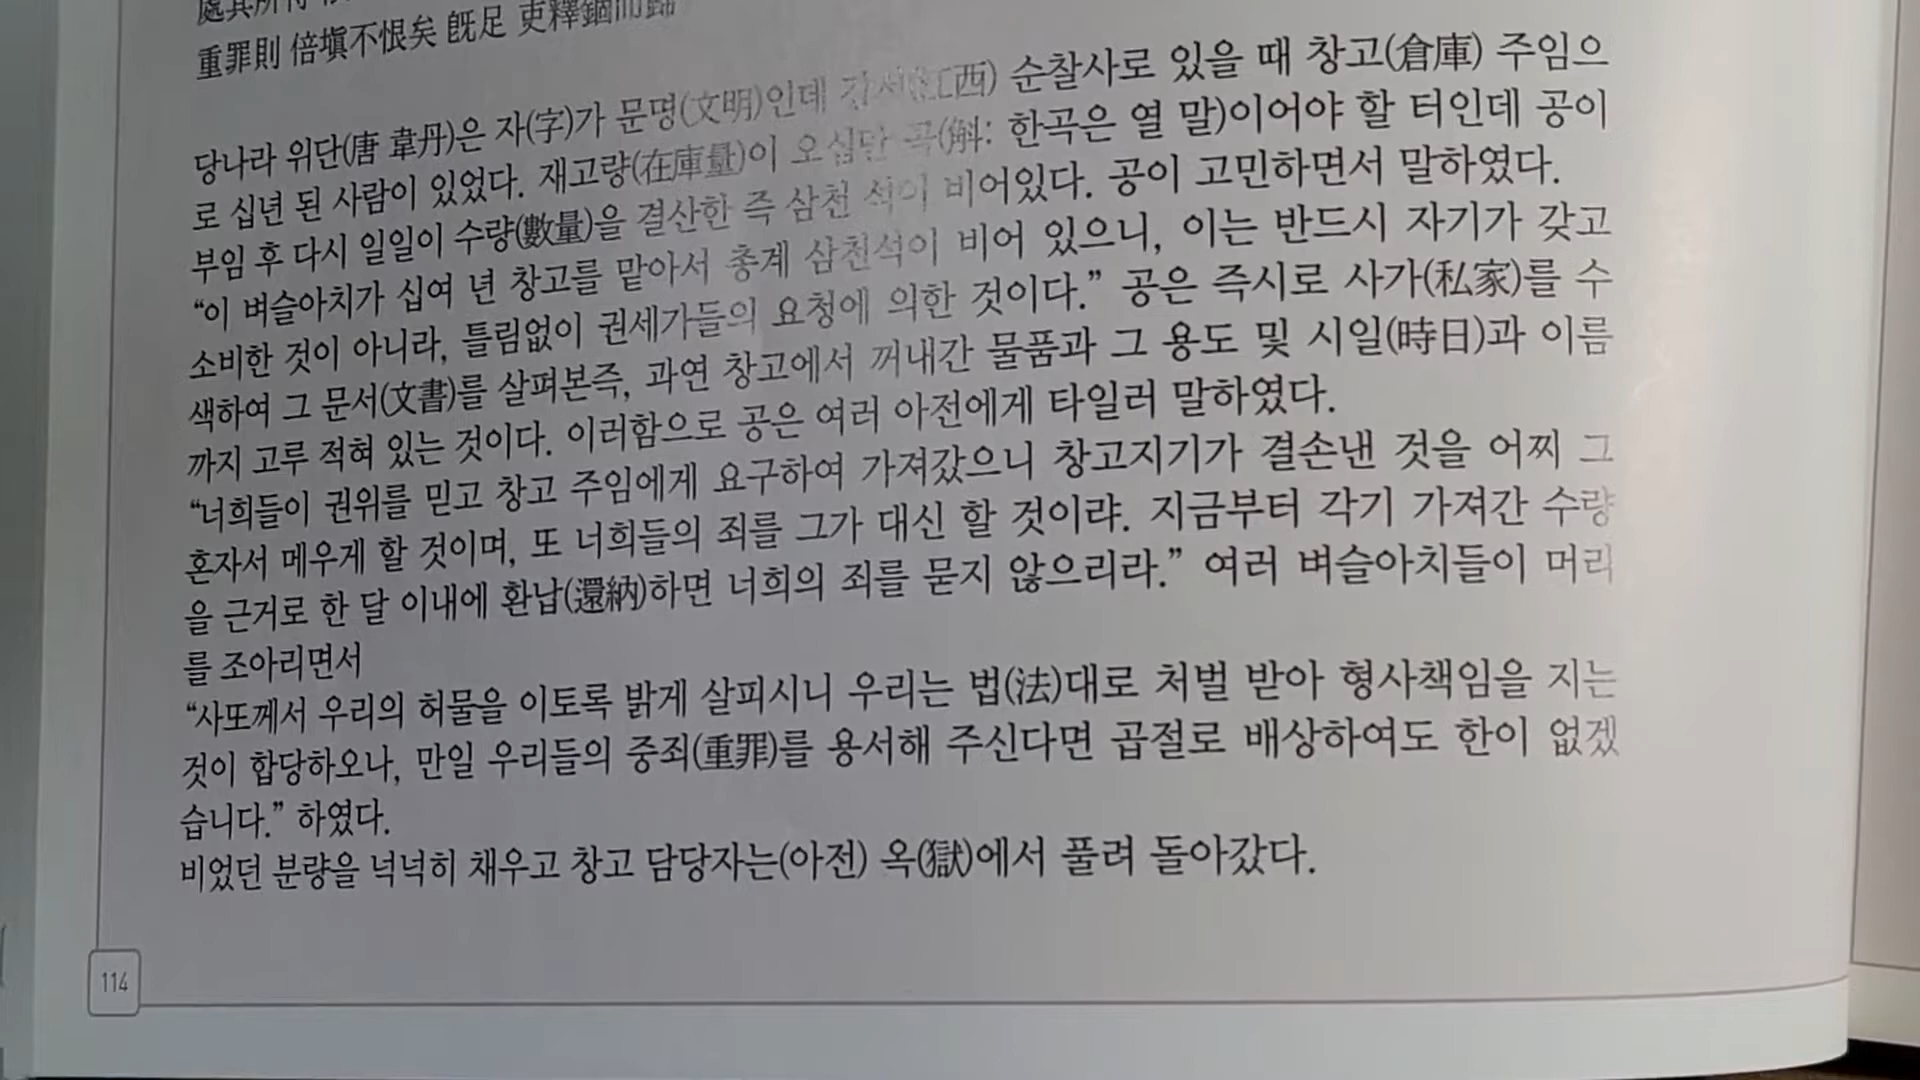 重罪則 倍塡不恨矣 旣足 吏釋錮而歸
당나라 위단(唐 韋丹)은 자(字)가 문명(文明)인데 강서(江西) 순찰사로 있을 때 창고(倉庫) 주임으
로 십년 된 사람이 있었다. 재고량(在庫量)이 오십만 곡(斛: 한곡은 열 말)이어야 할 터인데 공이
부임 후 다시 일일이 수량(數量)을 결산한 즉 삼천 석이 비어있다. 공이 고민하면서 말하였다.
“이 벼슬아치가 십여 년 창고를 맡아서 총계 삼천석이 비어 있으니, 이는 반드시 자기가 갖고
소비한 것이 아니라, 틀림없이 권세가들의 요청에 의한 것이다.” 공은 즉시로 사가(私家)를 수
색하여 그 문서(文書)를 살펴본즉, 과연 창고에서 꺼내간 물품과 그 용도 및 시일(時日)과 이름
까지 고루 적혀 있는 것이다. 이러함으로 공은 여러 아전에게 타일러 말하였다.
“너희들이 권위를 믿고 창고 주임에게 요구하여 가져갔으니 창고지기가 결손낸 것을 어찌 그
혼자서 메우게 할 것이며, 또 너희들의 죄를 그가 대신 할 것이랴. 지금부터 각기 가져간 수량
을 근거로 한 달 이내에 환납(還納)하면 너희의 죄를 묻지 않으리라.” 여러 벼슬아치들이 머리
를 조아리면서
“사또께서 우리의 허물을 이토록 밝게 살피시니 우리는 법(法)대로 처벌 받아 형사책임을 지는
것이 합당하오나, 만일 우리들의 중죄(重罪)를 용서해 주신다면 곱절로 배상하여도 한이 없겠
습니다.” 하였다.
비었던 분량을 넉넉히 채우고 창고 담당자는(아전) 옥(獄)에서 풀려 돌아갔다.
114